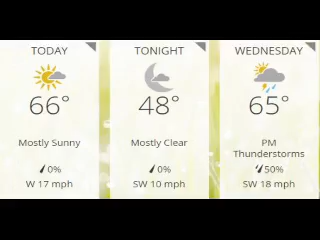 TODAY
66°
Mostly Sunny
0%
W 17 mph
TONIGHT
48°
Mostly Clear
0%
SW 10 mph
WEDNESDAY
65°
PM
Thunderstorms
50%
SW 18 mph